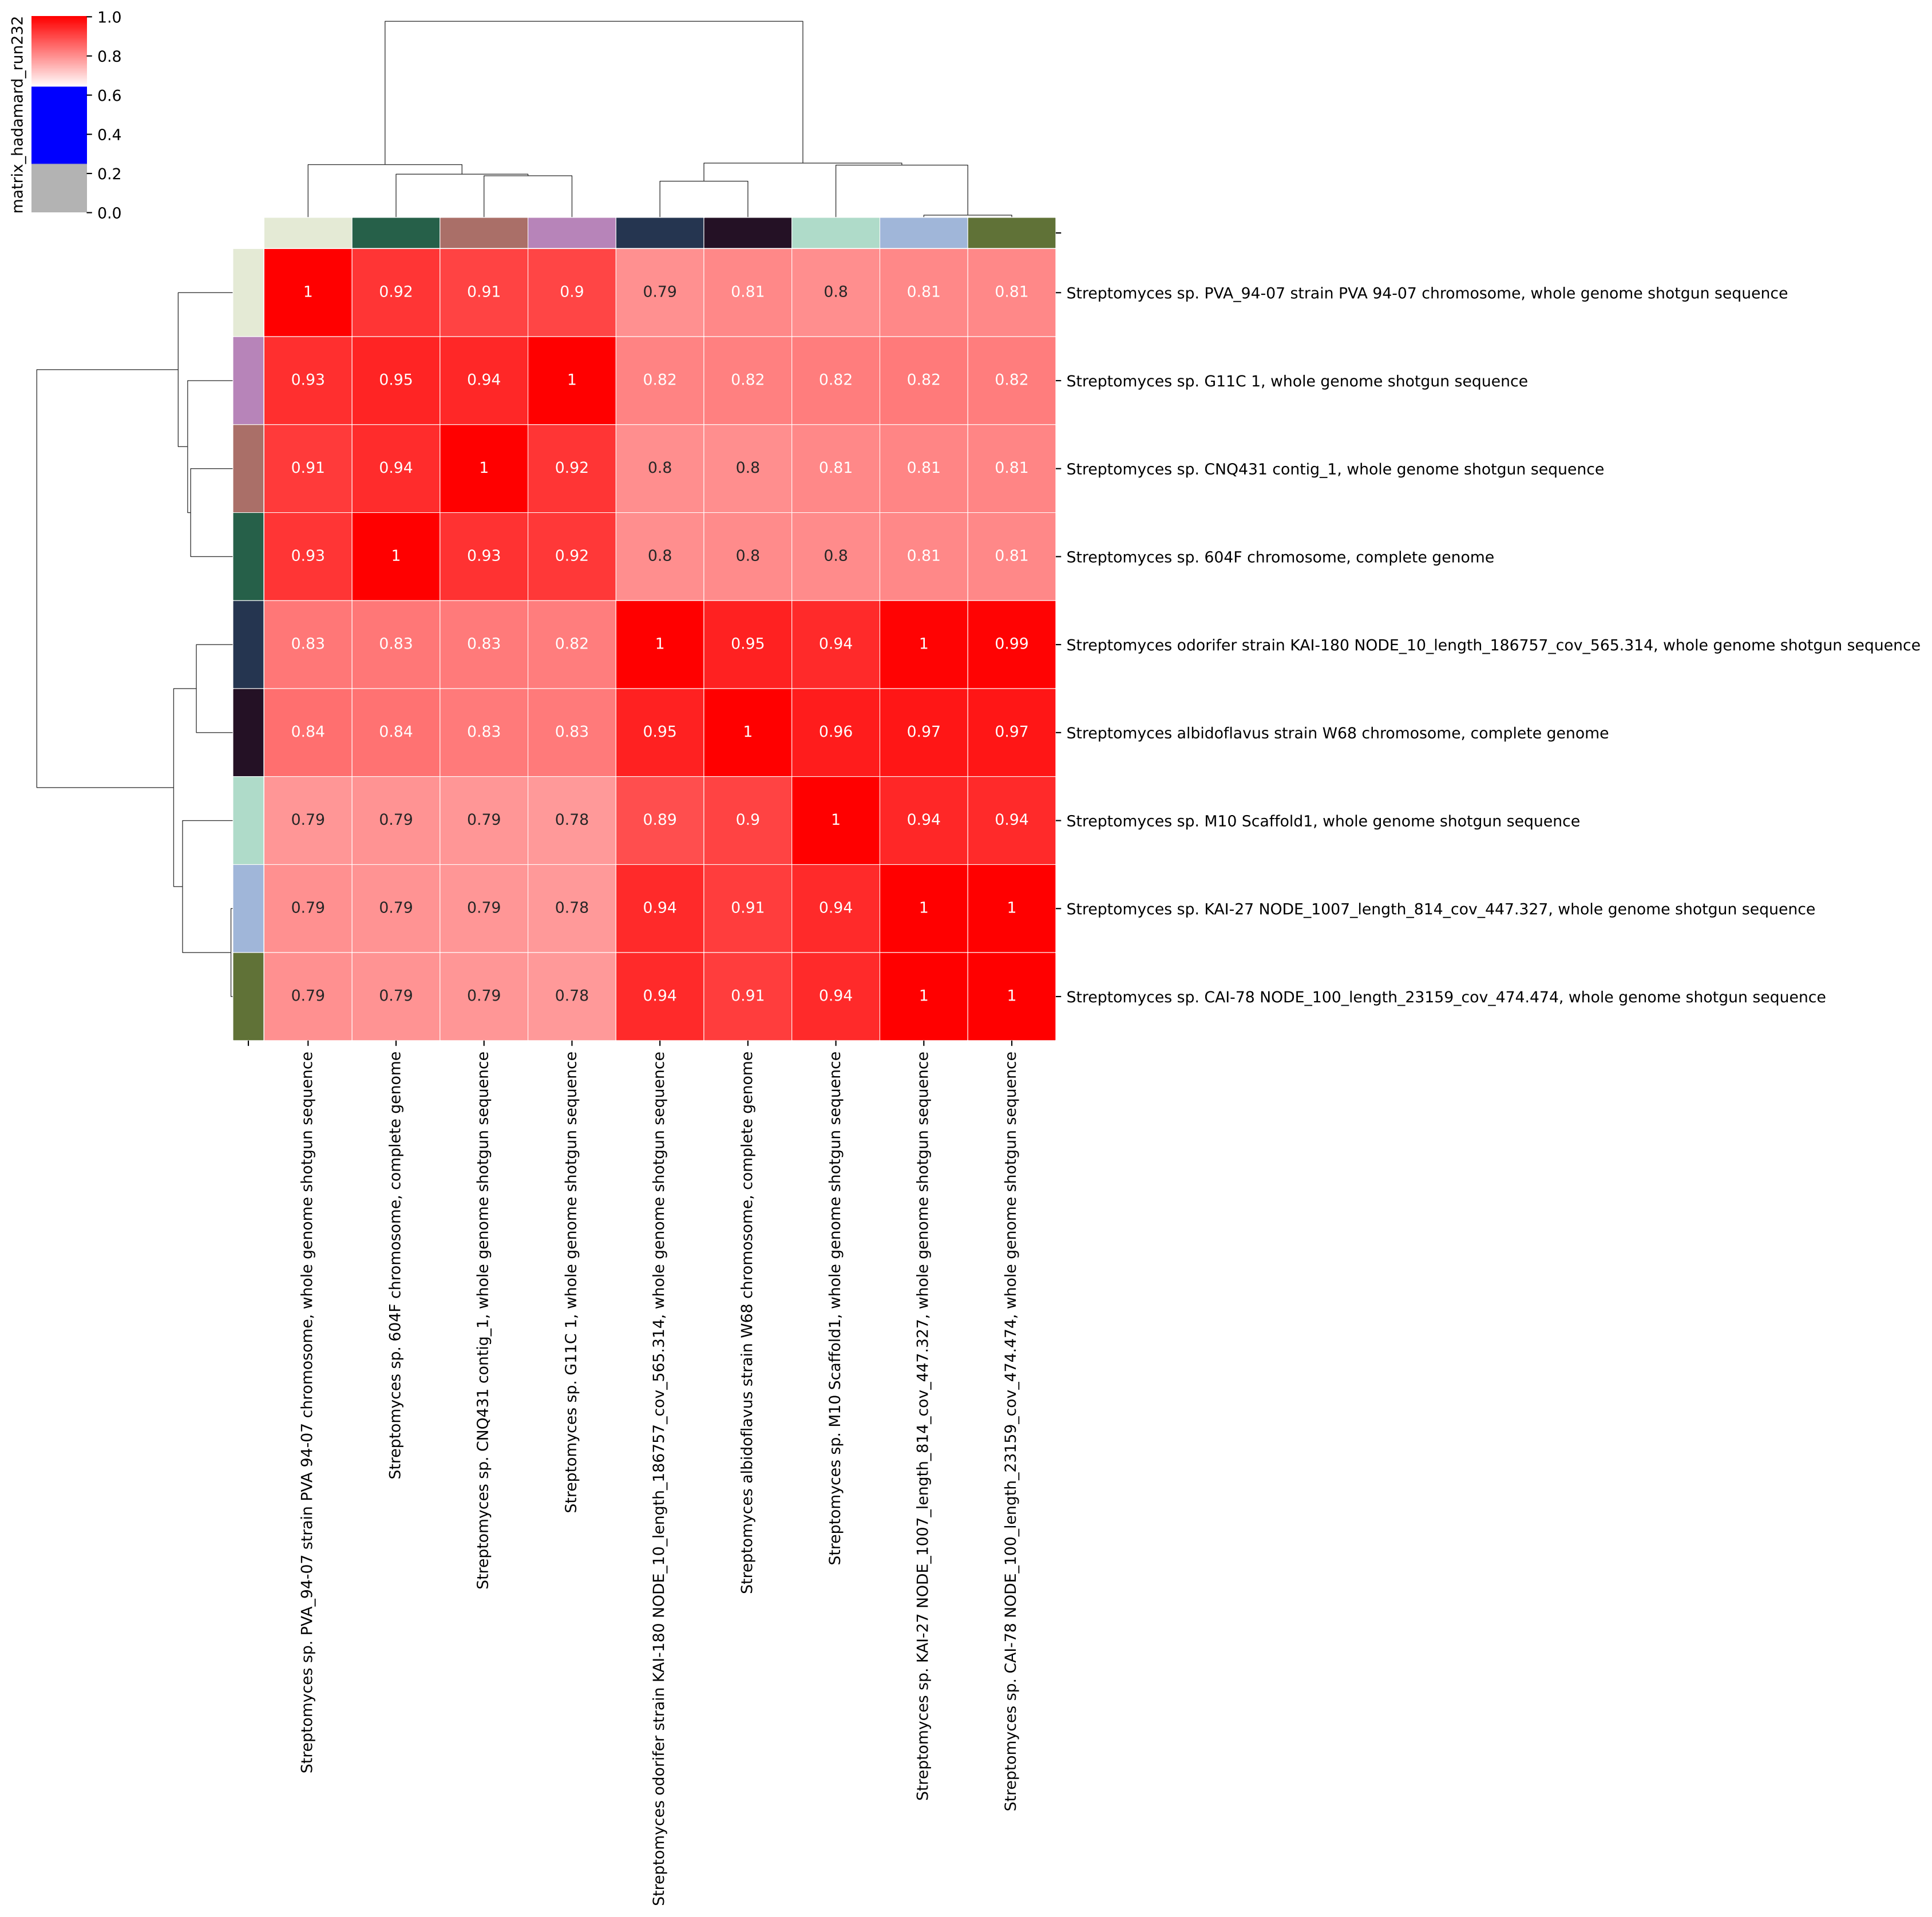 matrix_hadamard_run232
1.0
0.8
0.6
0.4
0.2
0.0
1 0.92 0.91 0.9 0.79 0.81 0.8 0.81 0.81 Streptomyces sp. PVA_94-07 strain PVA 94-07 chromosome, whole genome shotgun sequence
0.93 0.95 0.94 1 0.82 0.82 0.82 0.82 0.82 Streptomyces sp. G11C 1, whole genome shotgun sequence
0.91 0.94 1 0.92 0.8 0.8 0.81 0.81 0.81 Streptomyces sp. CNQ431 contig_1, whole genome shotgun sequence
0.93 1 0.93 0.92 0.8 0.8 0.8 0.81 0.81 Streptomyces sp. 604F chromosome, complete genome
0.83 0.83 0.83 0.82 1 0.95 0.94 1 0.99 Streptomyces odorifer strain KAI-180 NODE_10_length_186757_cov_565.314, whole genome shotgun sequence
0.84 0.84 0.83 0.83 0.95 1 0.96 0.97 0.97 Streptomyces albidoflavus strain W68 chromosome, complete genome
0.79 0.79 0.79 0.78 0.89 0.9 1 0.94 0.94 Streptomyces sp. M10 Scaffold1, whole genome shotgun sequence
0.79 0.79 0.79 0.78 0.94 0.91 0.94 1 1 Streptomyces sp. KAI-27 NODE_1007_length_814_cov_447.327, whole genome shotgun sequence
0.79 0.79 0.79 0.78 0.94 0.91 0.94 1 1 Streptomyces sp. CAI-78 NODE_100_length_23159_cov_474.474, whole genome shotgun sequence
Streptomyces sp. PVA_94-07 strain PVA 94-07 chromosome, whole genome shotgun sequence
Streptomyces sp. 604F chromosome, complete genome
Streptomyces sp. CNQ431 contig_1, whole genome shotgun sequence
Streptomyces sp. G11C 1, whole genome shotgun sequence
Streptomyces odorifer strain KAI-180 NODE_10_length_186757_cov_565.314, whole genome shotgun sequence
Streptomyces albidoflavus strain W68 chromosome, complete genome
Streptomyces sp. M10 Scaffold1, whole genome shotgun sequence
Streptomyces sp. KAI-27 NODE_1007_length_814_cov_447.327, whole genome shotgun sequence
Streptomyces sp. CAI-78 NODE_100_length_23159_cov_474.474, whole genome shotgun sequence